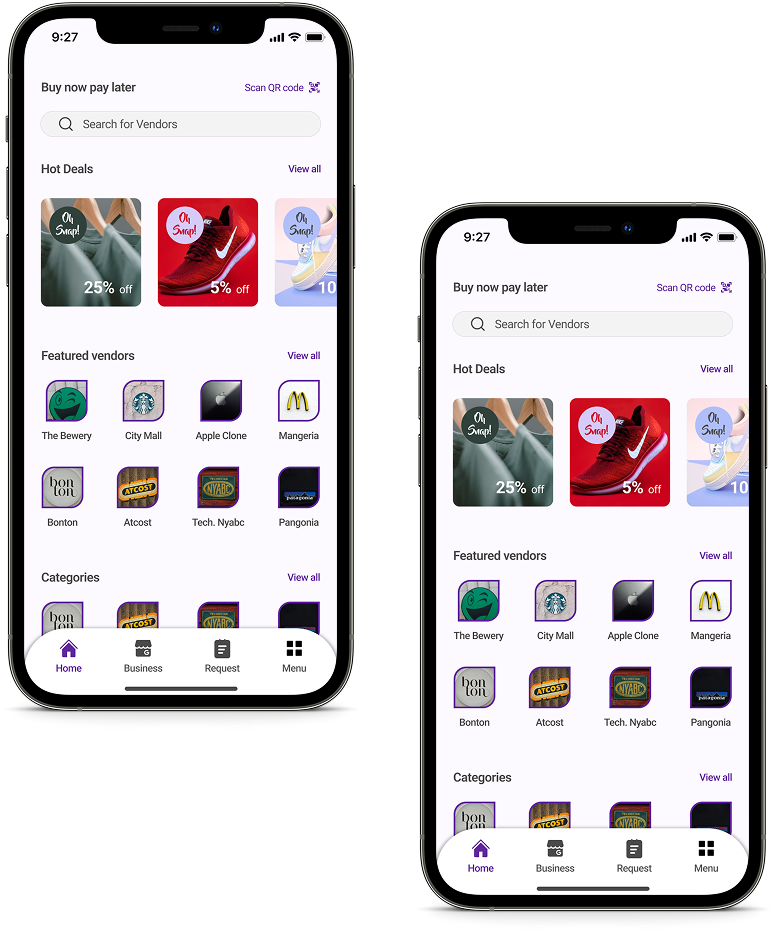 9:27
Buy now pay later
Scan QR code
Search for Vendors
Hot Deals
View all
Oh Snap!
25% off
Oh Snap!
5% off
Oh Snap!
10
Featured vendors
View all
The Bewery
City Mall
Apple Clone
Mangeria
bon
ton
ATCOST
NYABC
patagonia
Bonton
Atcost
Tech. Nyabc
Pangonia
Categories
View all
bon
ton
ATCOST
NYABC
Home
Business
Request
Menu
9:27
Buy now pay later
Scan QR code
Search for Vendors
Hot Deals
View all
Oh Snap!
25% off
Oh Snap!
5% off
Oh Snap!
10
Featured vendors
View all
The Bewery
City Mall
Apple Clone
Mangeria
bon
ton
ATCOST
NYABC
patagonia
Bonton
Atcost
Tech. Nyabc
Pangonia
Categories
View all
bon
ton
ATCOST
NYABC
Home
Business
Request
Menu